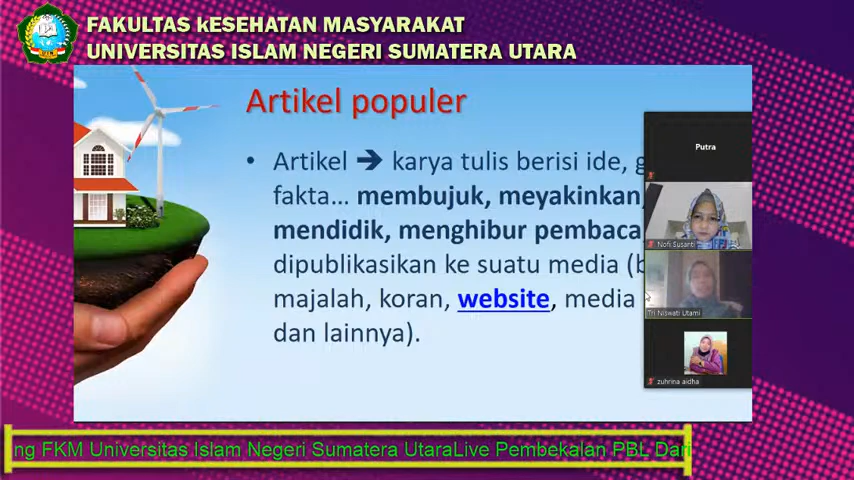 FAKULTAS kESEHATAN MASYARAKAT
UNIVERSITAS ISLAM NEGERI SUMATERA UTARA
Artikel populer
• Artikel ➔ karya tulis berisi ide,
fakta... membujuk, meyakinkan,
mendidik, menghibur pembaca
dipublikasikan ke suatu media
majalah, koran, website, media
dan lainnya).
Putra
Nofi Susanti
Tri Niswati Utami
zuhrina aidha
ng FKM Universitas Islam Negeri Sumatera UtaraLive Pembekalan PBL Dari